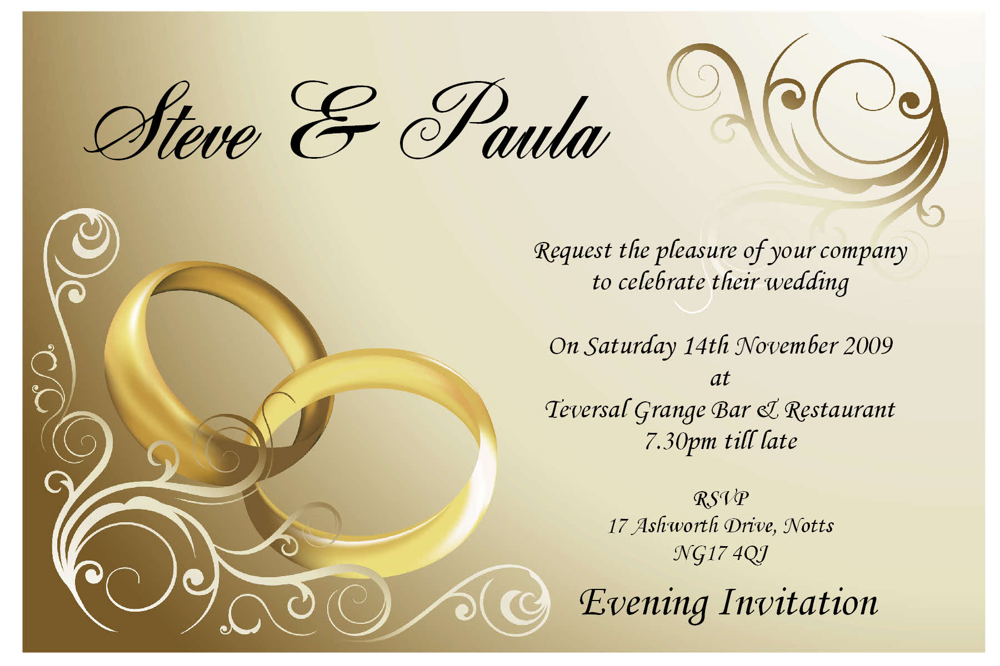 Steve & Paula
Request the pleasure of your company
to celebrate their wedding
On Saturday 14th November 2009
at
Teversal Grange Bar & Restaurant
7.30pm till late
RSVP
17 Ashworth Drive, Notts
NG17 4QJ
Evening Invitation